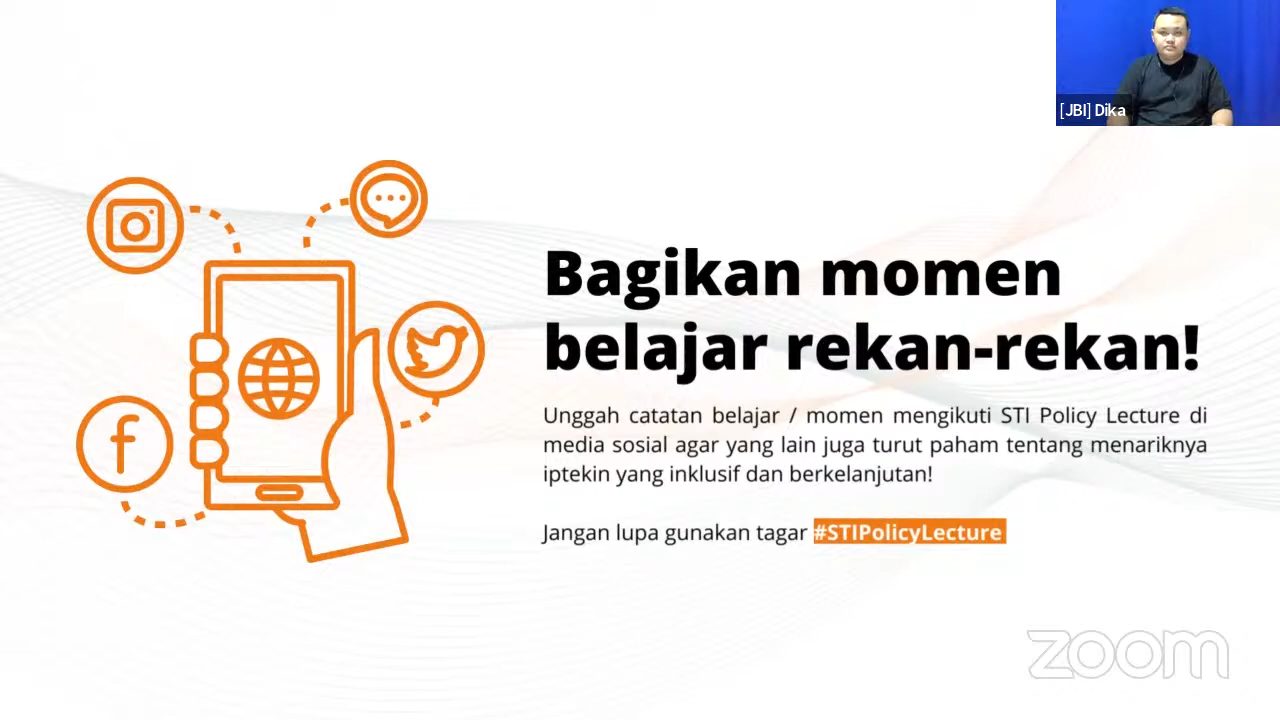 [JBI] Dika
Bagikan momen
belajar rekan-rekan!
Unggah catatan belajar / momen mengikuti STI Policy Lecture di
media sosial agar yang lain juga turut paham tentang menariknya
iptekin yang inklusif dan berkelanjutan!
Jangan lupa gunakan tagar #STIPolicyLecture
zoom